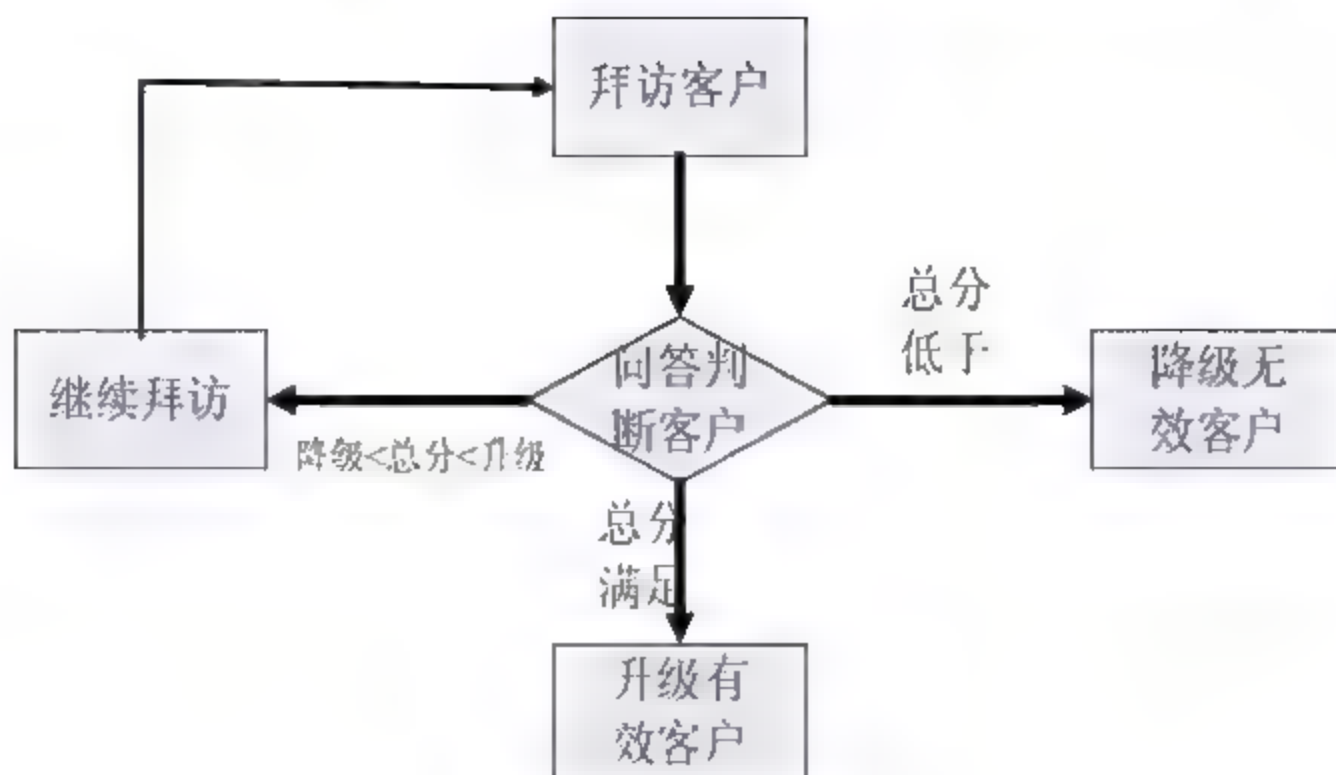 拜访客户
总分
低于
问答判
断客户
降级无
效客户
继续拜访
降级<总分<升级
总分
满足
升级有
效客户